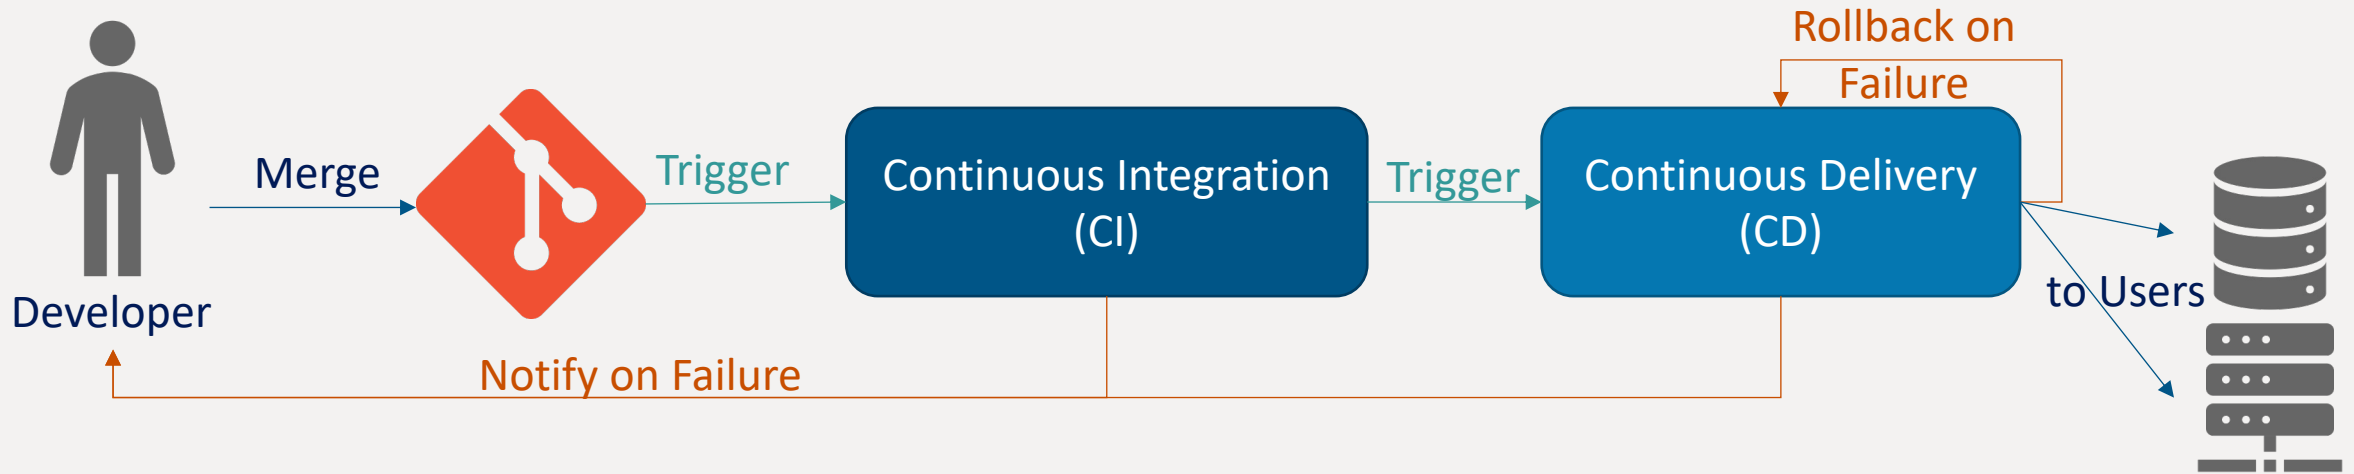 Rollback on
Failure
Merge
Trigger
Continuous Integration
(CI)
Trigger
Continuous Delivery
(CD)
to Users
Developer
Notify on Failure